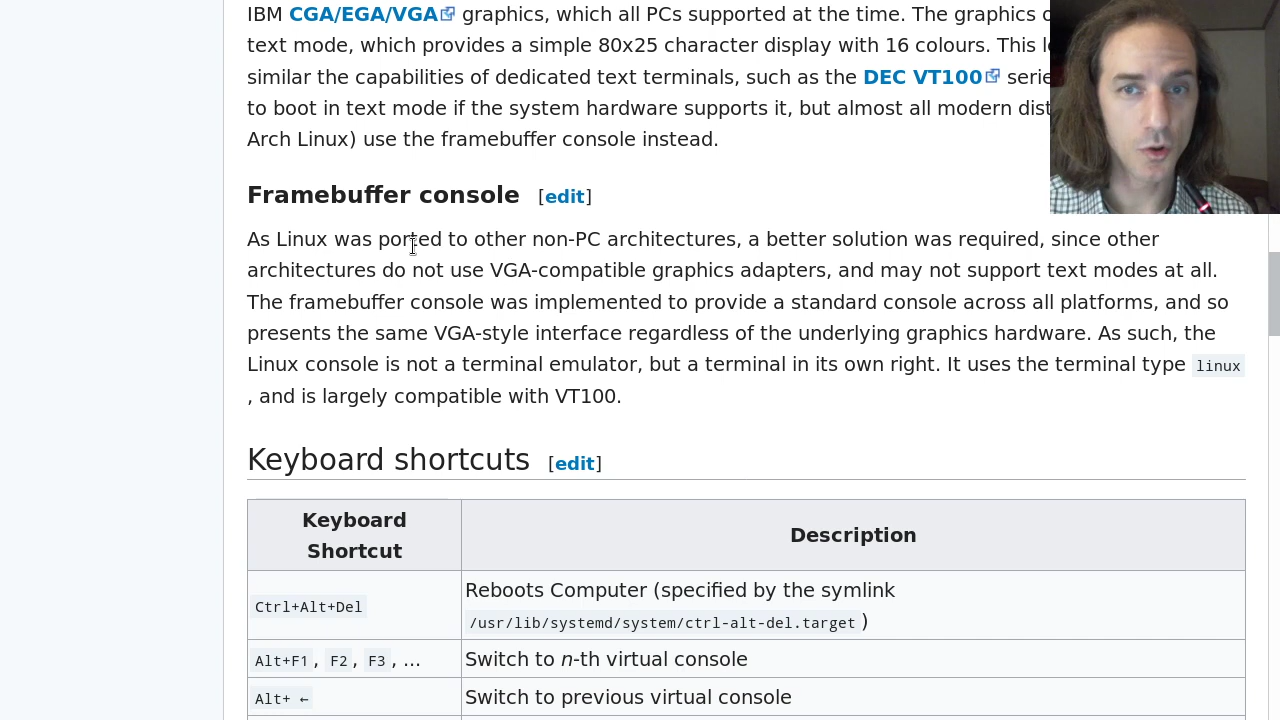 IBM CGA/EGA/VGA graphics, which all PCs supported at the time. The graphics
text mode, which provides a simple 80x25 character display with 16 colours. This
similar the capabilities of dedicated text terminals, such as the DEC VT100
to boot in text mode if the system hardware supports it, but almost all modern
Arch Linux) use the framebuffer console instead.
Framebuffer console [edit]
As Linux was ported to other non-PC architectures, a better solution was required, since other
architectures do not use VGA-compatible graphics adapters, and may not support text modes at all.
The framebuffer console was implemented to provide a standard console across all platforms, and so
presents the same VGA-style interface regardless of the underlying graphics hardware. As such, the
Linux console is not a terminal emulator, but a terminal in its own right. It uses the terminal type linux
, and is largely compatible with VT100.
Keyboard shortcuts [edit]
Keyboard Shortcut Description
Ctrl+Alt+Del Reboots Computer (specified by the symlink
/usr/lib/systemd/system/ctrl-alt-del.target )
Alt+F1 , F2 , F3 , ... Switch to n-th virtual console
Alt+ ← Switch to previous virtual console